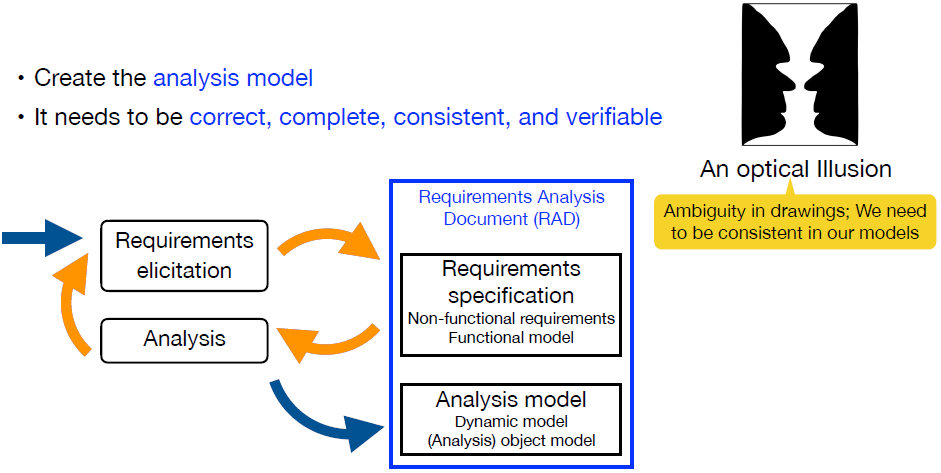 • Create the analysis model
• It needs to be correct, complete, consistent, and verifiable
An optical Illusion
Ambiguity in drawings; We need
to be consistent in our models
Requirements
elicitation
Analysis
Requirements Analysis
Document (RAD)
Requirements
specification
Non-functional requirements
Functional model
Analysis model
Dynamic model
(Analysis) object model